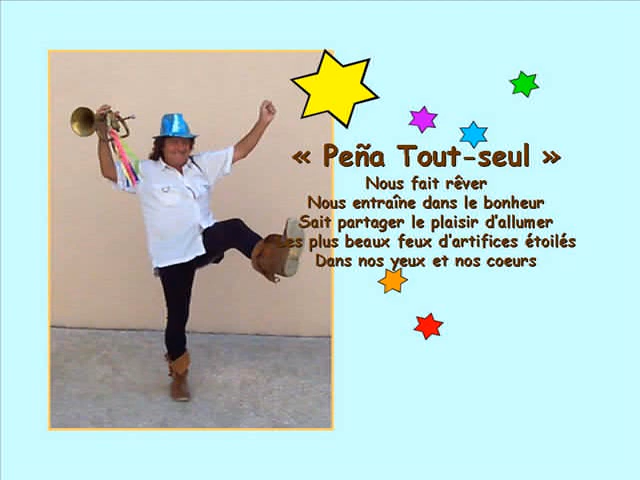 « Peña Tout-seul »
Nous fait rêver
Nous entraîne dans le bonheur
Sait partager le plaisir d'allumer
Les plus beaux feux d'artifices étoilés
Dans nos yeux et nos coeurs